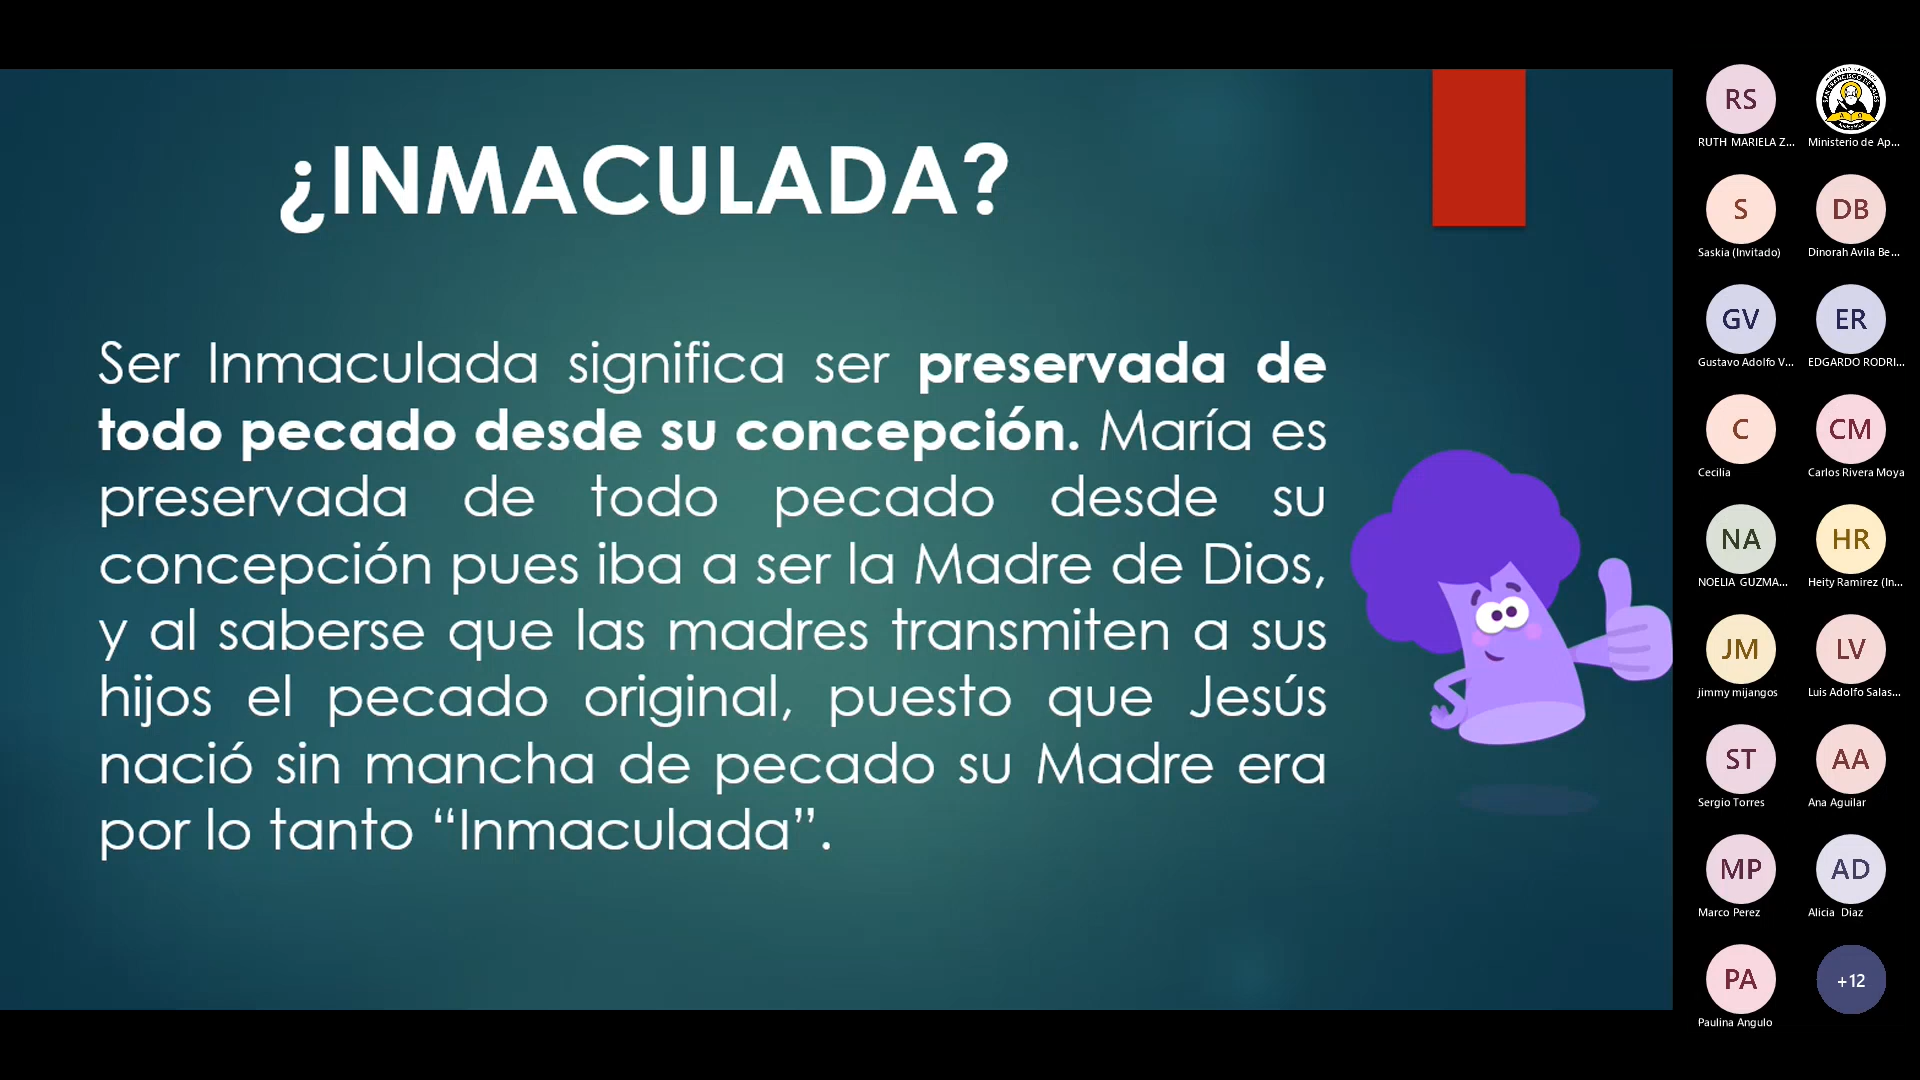 ¿INMACULADA?
Ser Inmaculada significa ser preservada de
todo pecado desde su concepción. María es
preservada de todo pecado desde su
concepción pues iba a ser la Madre de Dios,
y al saberse que las madres transmiten a sus
hijos el pecado original, puesto que Jesús
nació sin mancha de pecado su Madre era
por lo tanto “Inmaculada”.
RS
RUTH MARIELA Z...
Ministerio de Ap...
S
Saskia (Invitado)
DB
Dinorah Avila Be...
GV
Gustavo Adolfo V...
ER
EDGARDO RODRI...
C
Cecilia
CM
Carlos Rivera Moya
NA
NOELIA GUZMA...
HR
Heity Ramirez (In...
JM
jimmy mijangos
LV
Luis Adolfo Salas...
ST
Sergio Torres
AA
Ana Aguilar
MP
Marco Perez
AD
Alicia Diaz
PA
Paulina Angulo
+12